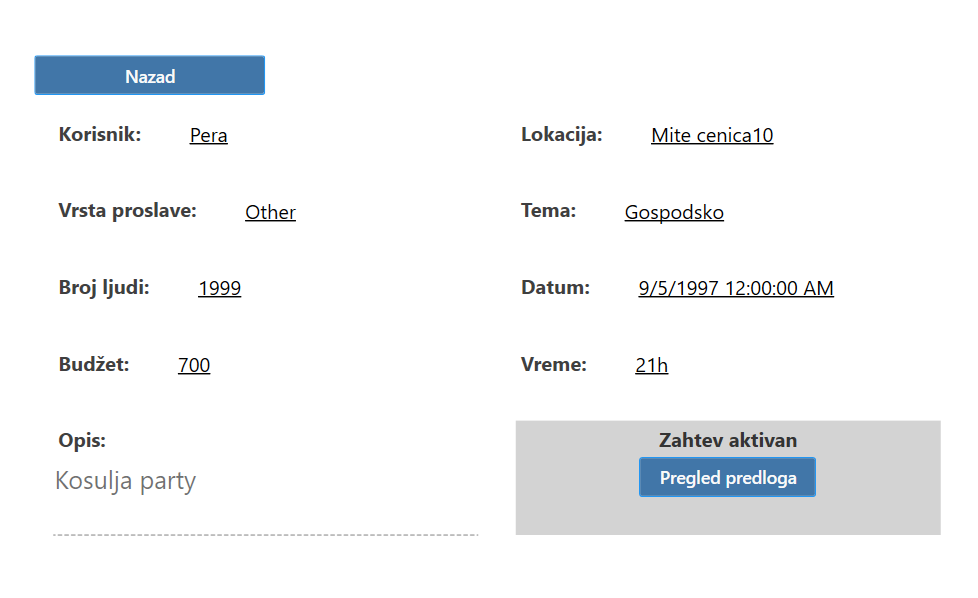 Nazad
Korisnik: Pera
Lokacija: Mite cenica10
Vrsta proslave: Other
Tema: Gospodsko
Broj ljudi: 1999
Datum: 9/5/1997 12:00:00 AM
Budžet: 700
Vreme: 21h
Opis:
Kosulja party
Zahtev aktivan
Pregled predloga